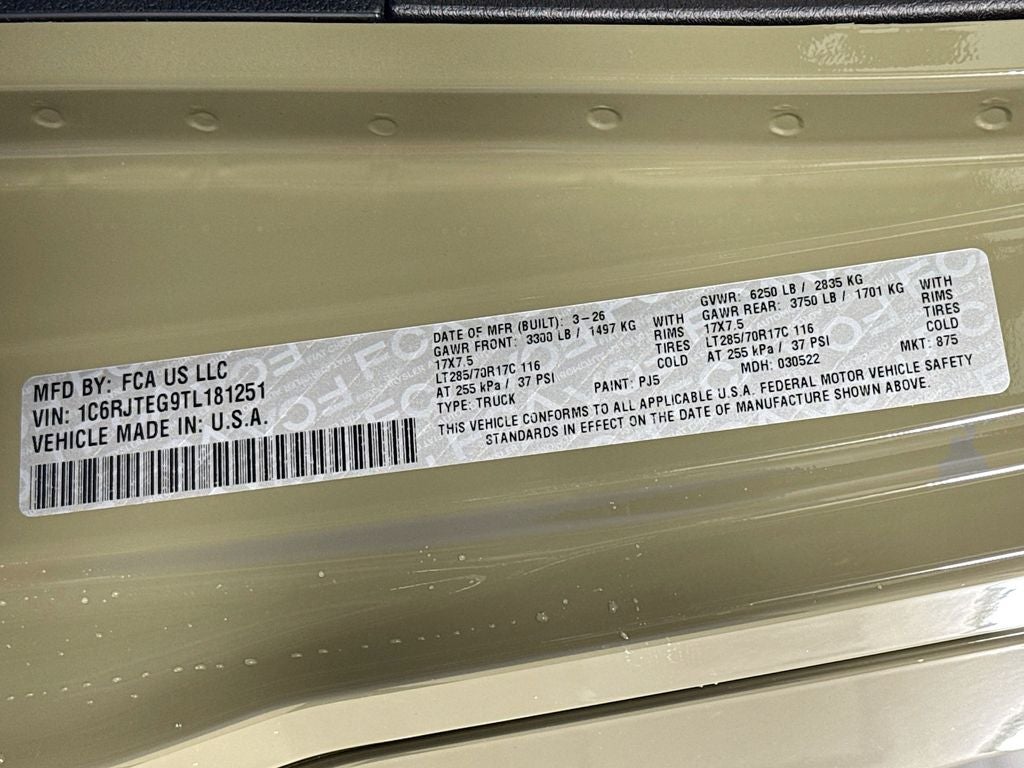 MFD BY: FCA US LLC
VIN: 1C6RJTEG9TL181251
VEHICLE MADE IN: U.S.A.
DATE OF MFR (BUILT): 3-26
GAWR FRONT: 3300 LB / 1497 KG WITH
17X7.5 RIMS
LT285/70R17C 116 TIRES
AT 255 kPa / 37 PSI COLD
TYPE: TRUCK
PAINT: PJ5
GVWR: 6250 LB / 2835 KG
GAWR REAR: 3750 LB / 1701 KG WITH
17X7.5 RIMS
LT285/70R17C 116 TIRES
AT 255 kPa / 37 PSI COLD
MDH: 030522
MKT: 875
THIS VEHICLE CONFORMS TO ALL APPLICABLE U.S.A. FEDERAL MOTOR VEHICLE SAFETY
STANDARDS IN EFFECT ON THE DATE OF MANUFACTURE SHOWN ABOVE.